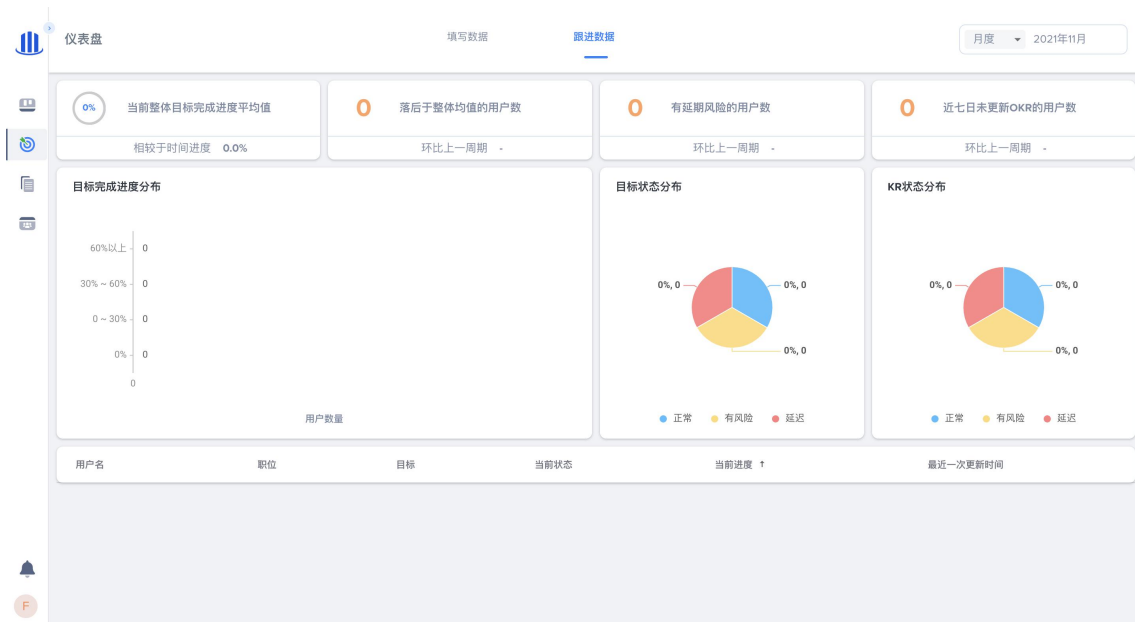 仪表盘
填写数据 跟进数据
月度 2021年11月
0% 当前整体目标完成进度平均值
相较于时间进度 0.0%
0 落后于整体均值的用户数
环比上一周期 -
0 有延期风险的用户数
环比上一周期 -
0 近七日未更新OKR的用户数
环比上一周期 -
目标完成进度分布
60%以上 0
30% ~ 60% 0
0 ~ 30% 0
0% 0
0
用户数量
目标状态分布
0%, 0 0%, 0
0%, 0
正常 有风险 延迟
KR状态分布
0%, 0 0%, 0
0%, 0
正常 有风险 延迟
用户名 职位 目标 当前状态 当前进度 ↑ 最近一次更新时间
F